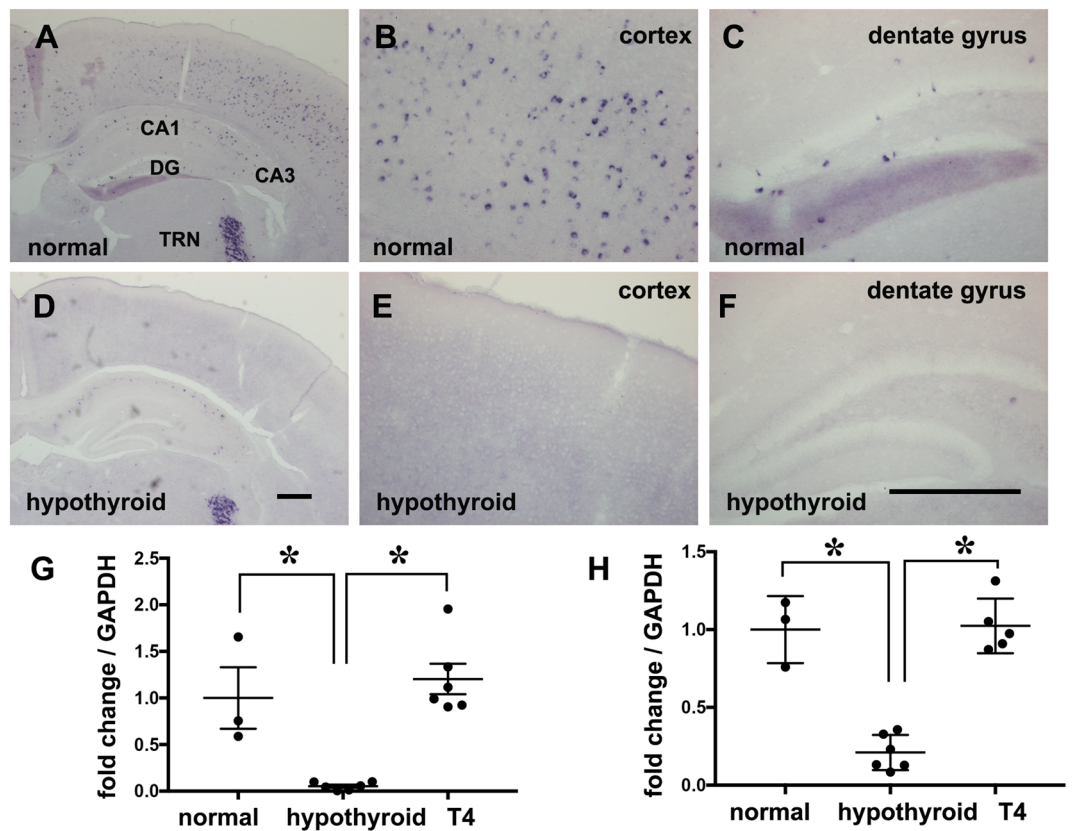 A
CA1
DG
CA3
TRN
normal
B
cortex
normal
C
dentate gyrus
normal
D
hypothyroid
E
cortex
hypothyroid
F
dentate gyrus
hypothyroid
G
fold change / GAPDH
2.5
2.0
1.5
1.0
0.5
0.0
* *
normal hypothyroid T4
H
fold change / GAPDH
1.5
1.0
0.5
0.0
* *
normal hypothyroid T4